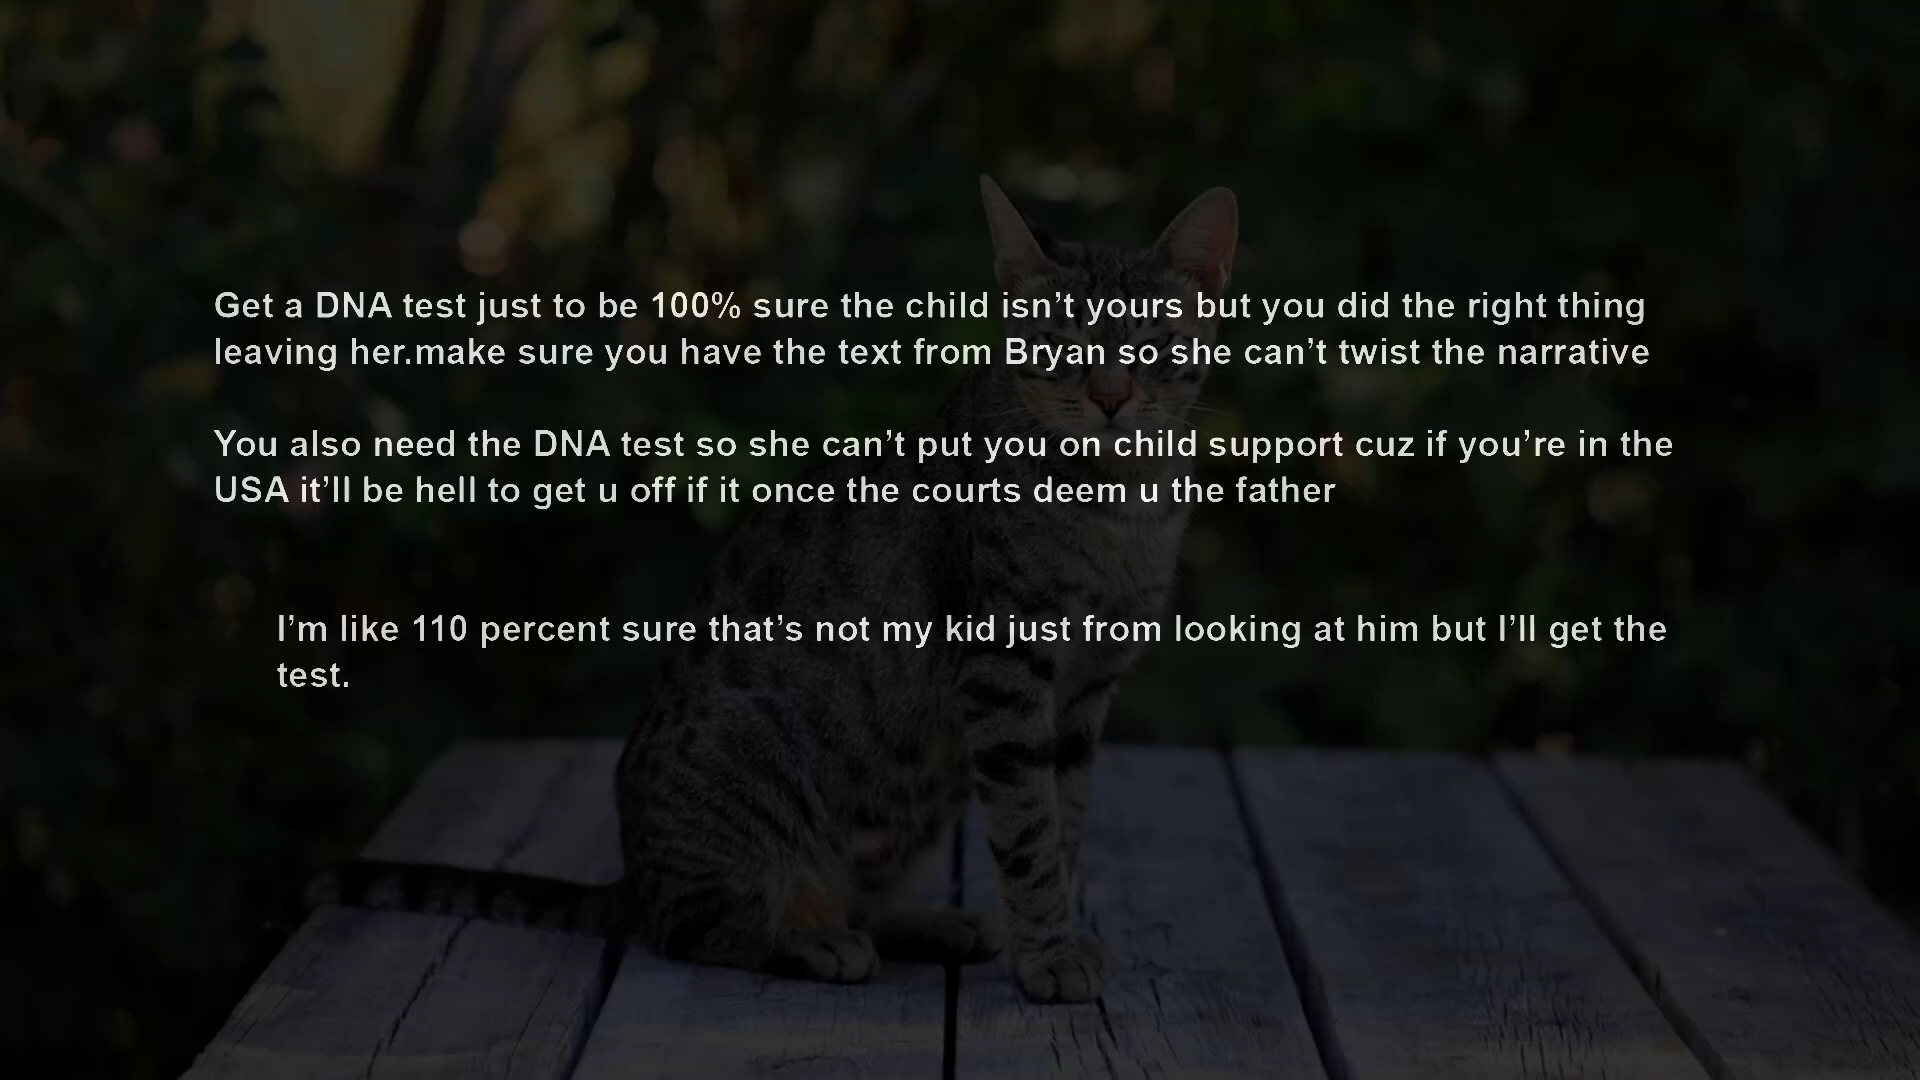 Get a DNA test just to be 100% sure the child isn’t yours but you did the right thing
leaving her.make sure you have the text from Bryan so she can’t twist the narrative
You also need the DNA test so she can’t put you on child support cuz if you’re in the
USA it’ll be hell to get u off if it once the courts deem u the father
I’m like 110 percent sure that’s not my kid just from looking at him but I’ll get the
test.